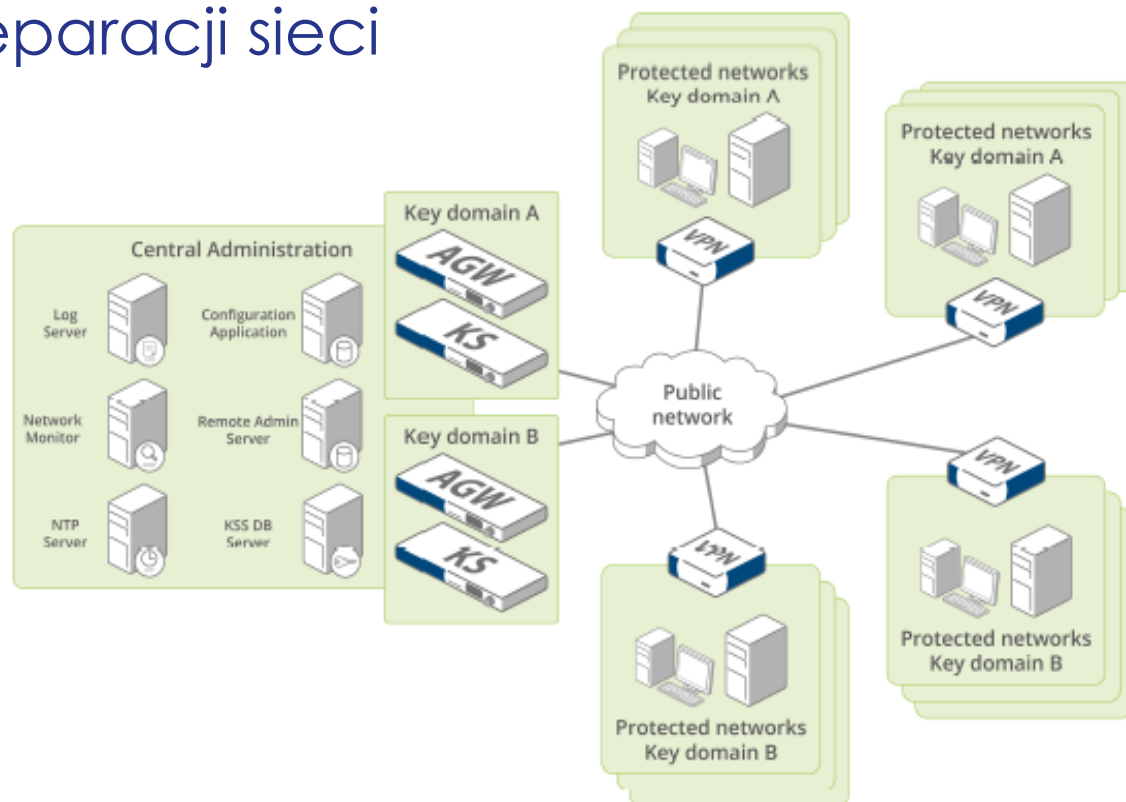 eparacji sieci
Protected networks
Key domain A
VPN
Protected networks
Key domain A
VPN
Key domain A
AGW
KS
Central Administration
Log
Server
Configuration
Application
Network
Monitor
Remote Admin
Server
NTP
Server
KSS DB
Server
Key domain B
AGW
KS
Public
network
VPN
Protected networks
Key domain B
VPN
Protected networks
Key domain B